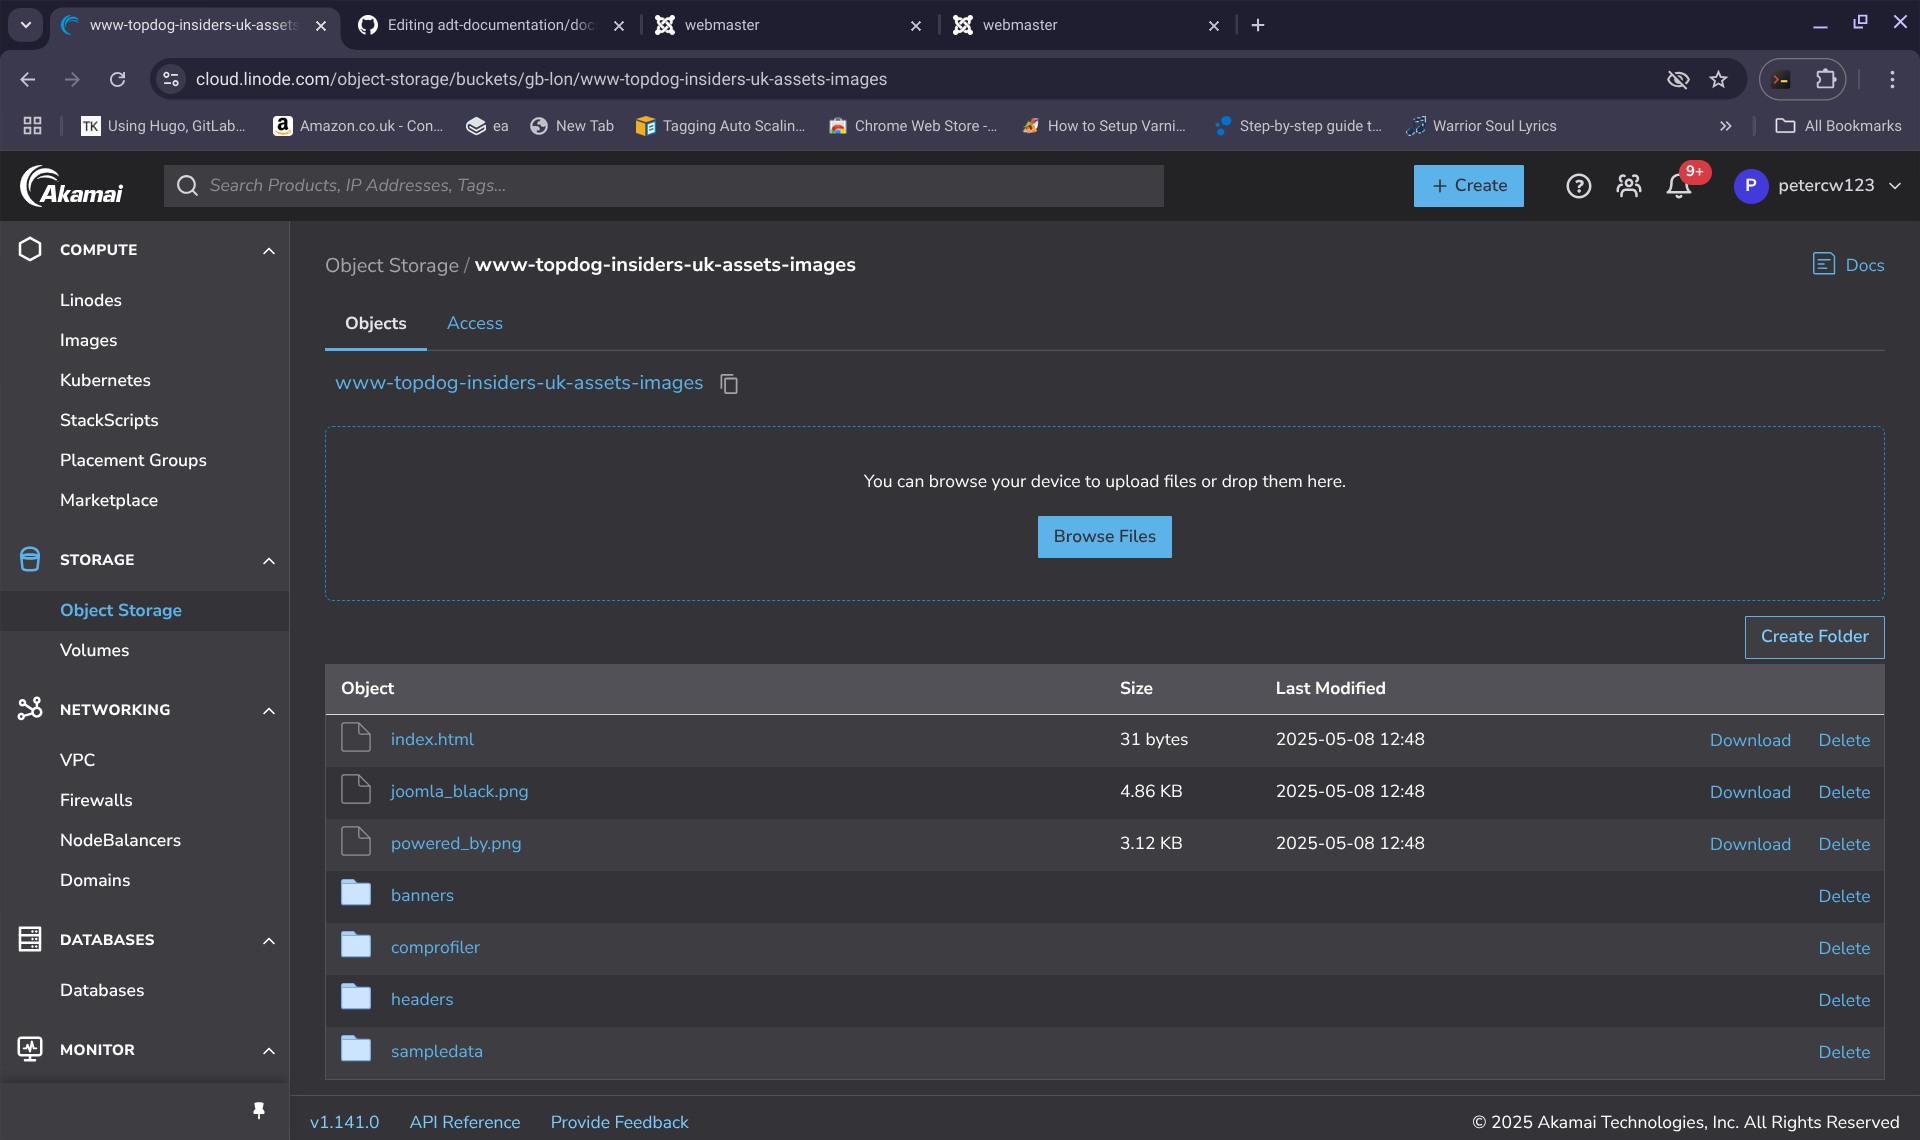 www-topdog-insiders-uk-assets
Editing adt-documentation/doc
webmaster
webmaster
cloud.linode.com/object-storage/buckets/gb-lon/www-topdog-insiders-uk-assets-images
TK Using Hugo, GitLab...
a Amazon.co.uk - Con...
ea
New Tab
Tagging Auto Scalin...
Chrome Web Store -...
How to Setup Varni...
Step-by-step guide t...
Warrior Soul Lyrics
All Bookmarks
Akamai
Search Products, IP Addresses, Tags...
+ Create
9+
P petercw123
COMPUTE
Linodes
Images
Kubernetes
StackScripts
Placement Groups
Marketplace
STORAGE
Object Storage
Volumes
NETWORKING
VPC
Firewalls
NodeBalancers
Domains
DATABASES
Databases
MONITOR
Object Storage / www-topdog-insiders-uk-assets-images
Docs
Objects Access
www-topdog-insiders-uk-assets-images
You can browse your device to upload files or drop them here.
Browse Files
Create Folder
Object Size Last Modified
index.html 31 bytes 2025-05-08 12:48 Download Delete
joomla_black.png 4.86 KB 2025-05-08 12:48 Download Delete
powered_by.png 3.12 KB 2025-05-08 12:48 Download Delete
banners Delete
comprofiler Delete
headers Delete
sampledata Delete
v1.141.0 API Reference Provide Feedback
© 2025 Akamai Technologies, Inc. All Rights Reserved